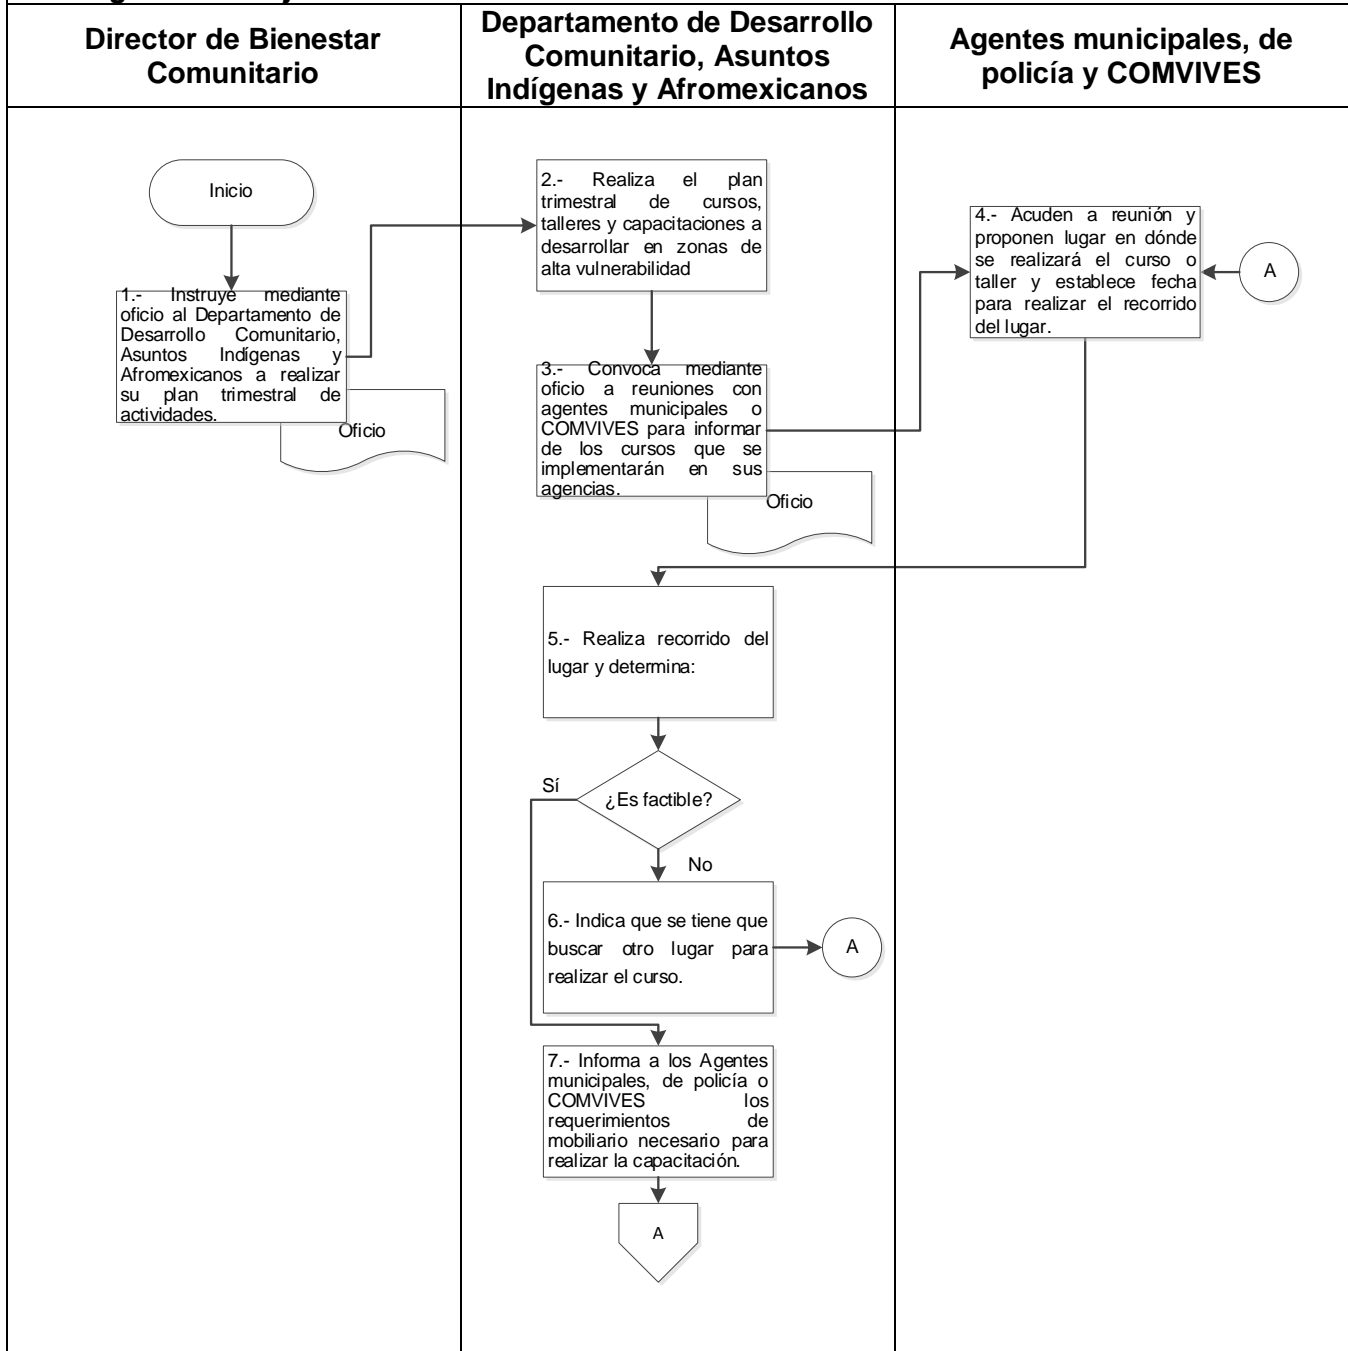 Director de Bienestar
Comunitario
Departamento de Desarrollo
Comunitario, Asuntos
Indígenas y Afromexicanos
Agentes municipales, de
policía y COMVIVES
Inicio
1.- Instruye mediante
oficio al Departamento de
Desarrollo Comunitario,
Asuntos Indígenas y
Afromexicanos a realizar
su plan trimestral de
actividades.
Oficio
2.- Realiza el plan
trimestral de cursos,
talleres y capacitaciones a
desarrollar en zonas de
alta vulnerabilidad
3.- Convoca mediante
oficio a reuniones con
agentes municipales o
COMVIVES para informar
de los cursos que se
implementarán en sus
agencias.
Oficio
4.- Acuden a reunión y
proponen lugar en dónde
se realizará el curso o
taller y establece fecha
para realizar el recorrido
del lugar.
A
5.- Realiza recorrido del
lugar y determina:
¿Es factible?
Sí
No
6.- Indica que se tiene que
buscar otro lugar para
realizar el curso.
A
7.- Informa a los Agentes
municipales, de policía o
COMVIVES los
requerimientos de
mobiliario necesario para
realizar la capacitación.
A